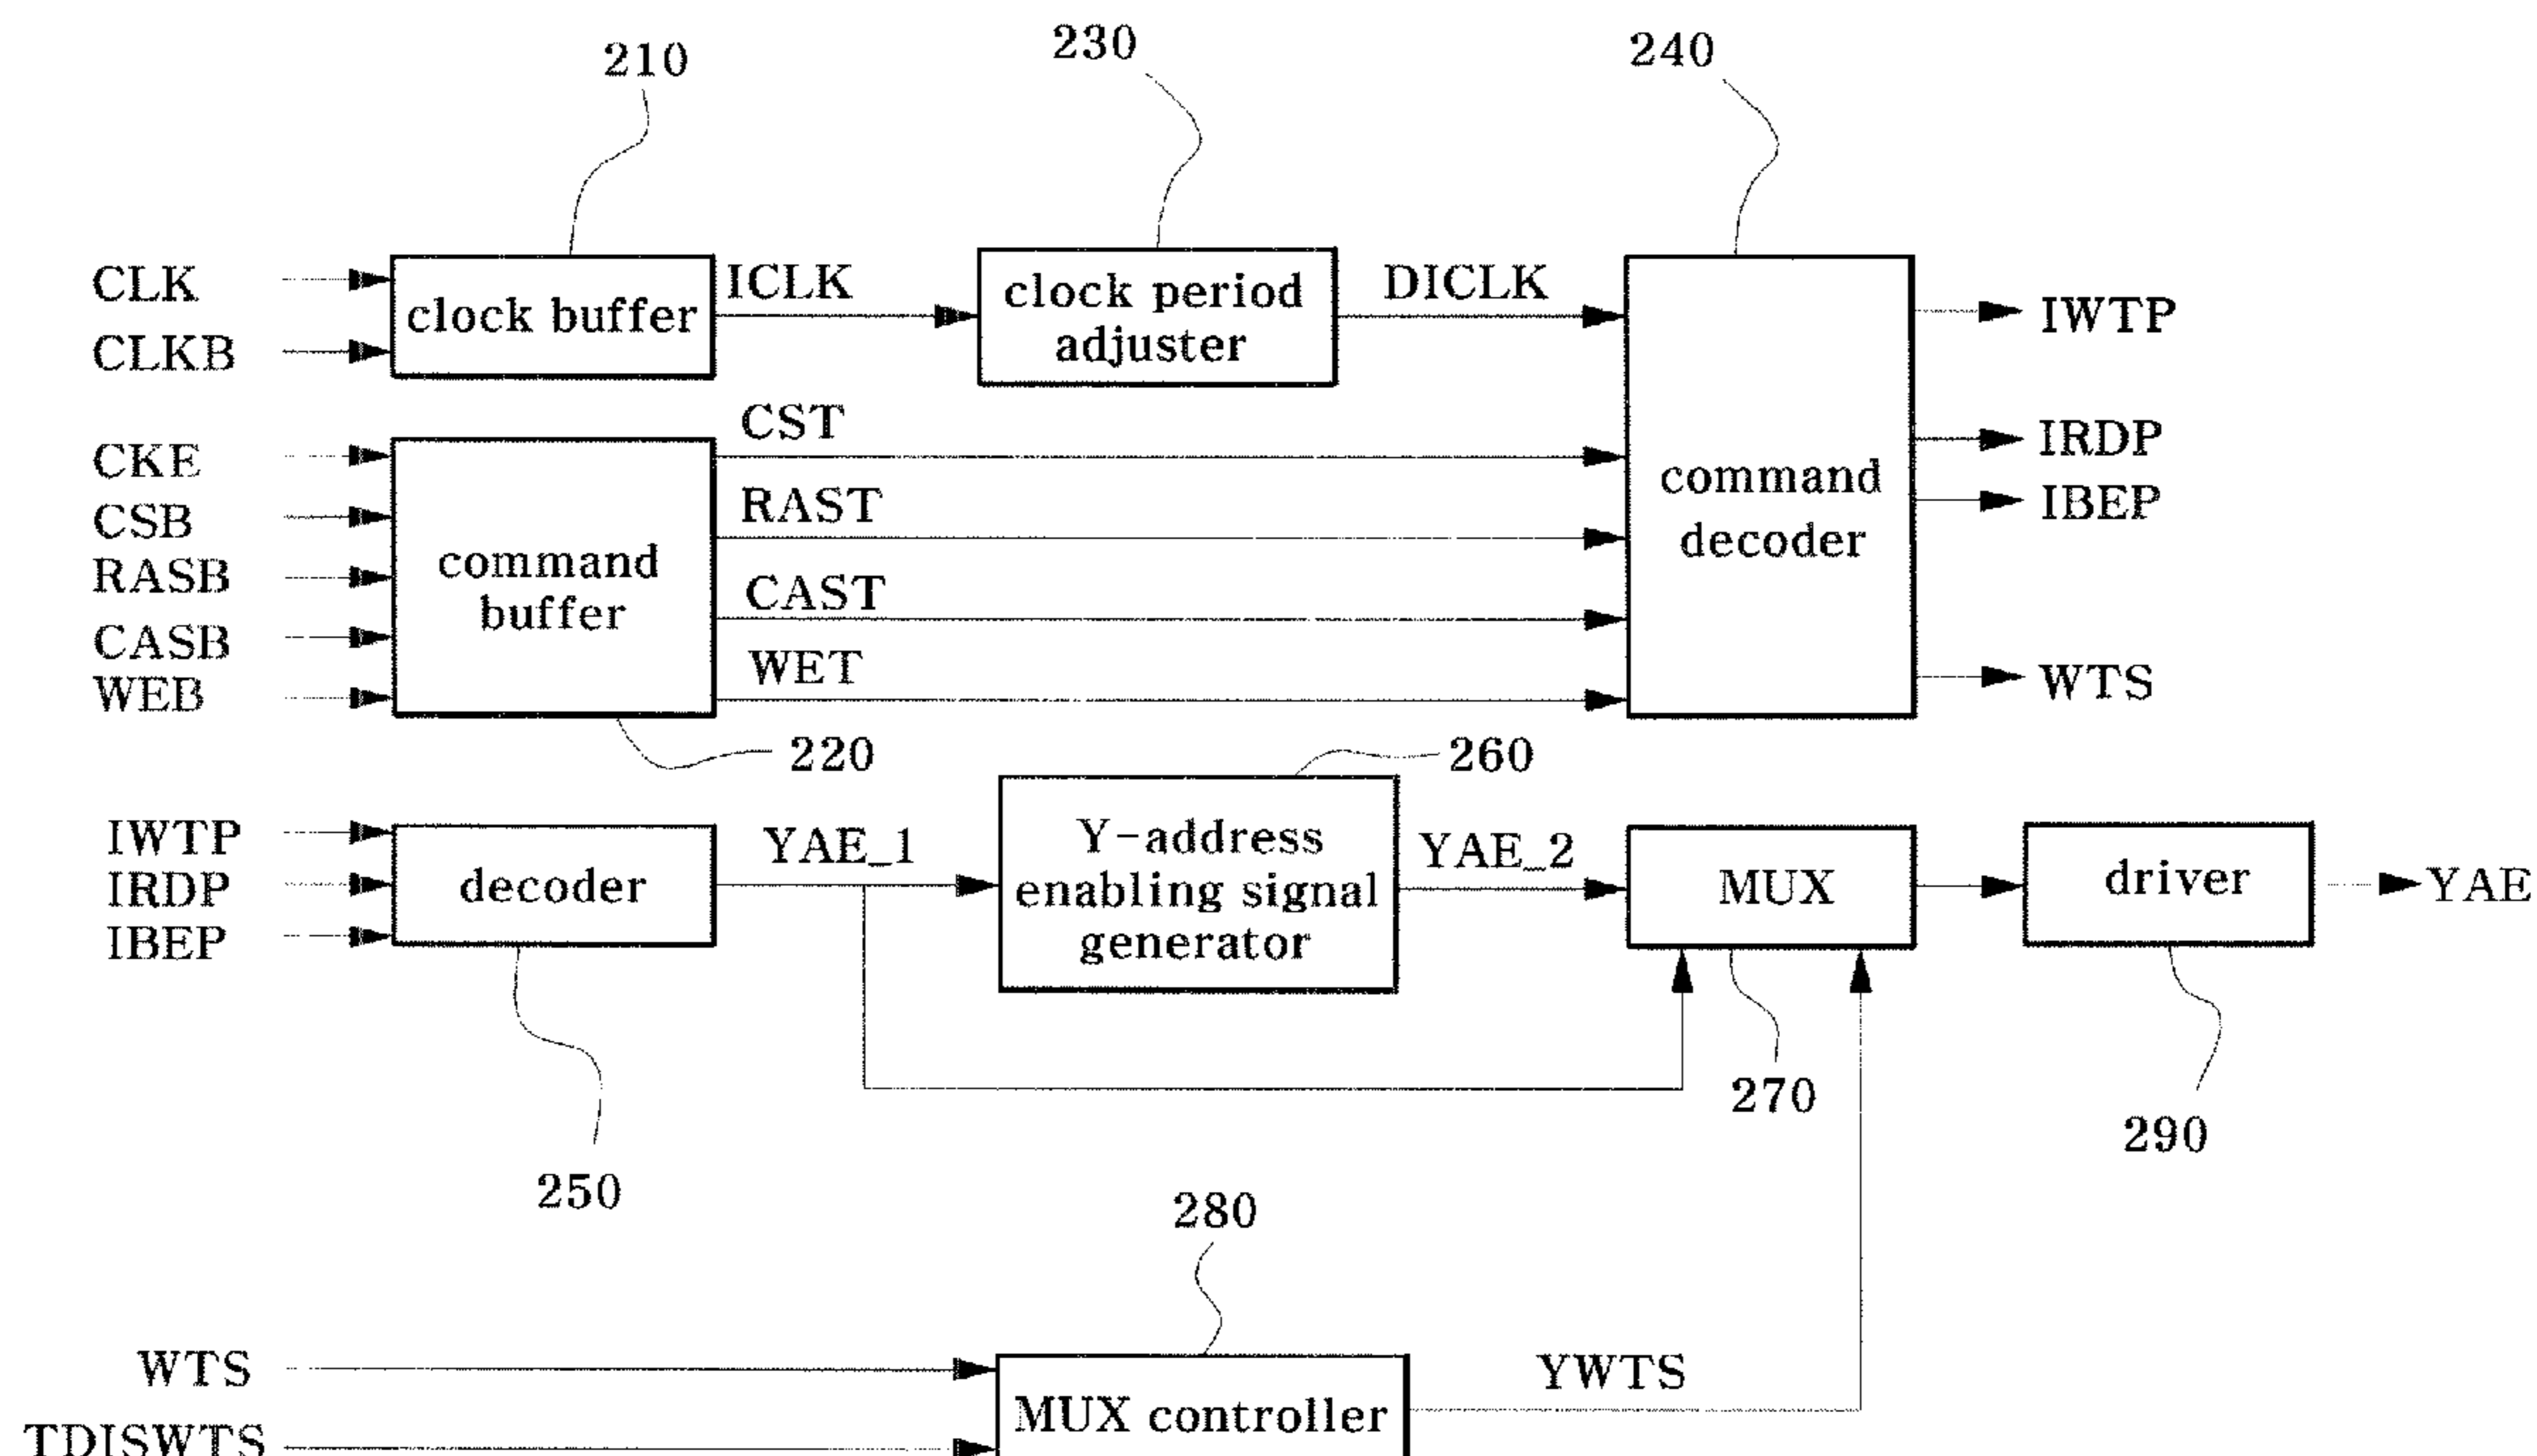 210
230
240
CLK
CLKB
clock buffer
ICLK
clock period
adjuster
DICLK
IWTP
IRDP
IBEP
WTS
CKE
CSB
RASB
CASB
WEB
command
buffer
CST
RAST
CAST
WET
command
decoder
220
260
IWTP
IRDP
IBEP
decoder
YAE_1
Y-address
enabling signal
generator
YAE_2
MUX
driver
YAE
270
290
250
280
WTS
TDISWTS
MUX controller
YWTS